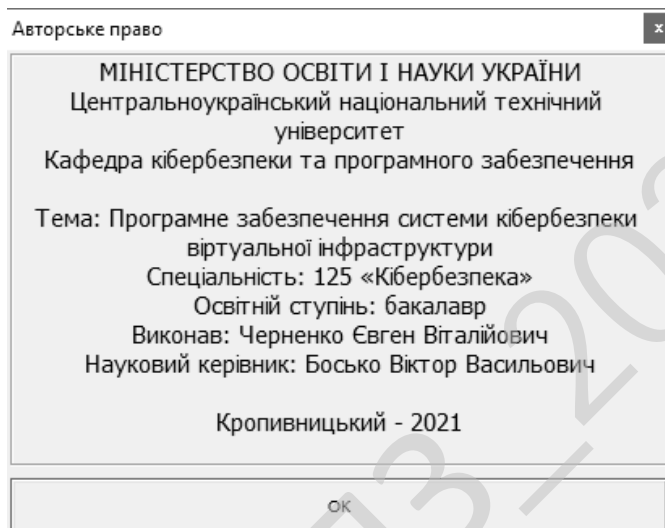 Авторське право
x
МІНІСТЕРСТВО ОСВІТИ І НАУКИ УКРАЇНИ
Центральноукраїнський національний технічний
університет
Кафедра кібербезпеки та програмного забезпечення
Тема: Програмне забезпечення системи кібербезпеки
віртуальної інфраструктури
Спеціальність: 125 «Кібербезпека»
Освітній ступінь: бакалавр
Виконав: Черненко Євген Віталійович
Науковий керівник: Босько Віктор Васильович
Кропивницький - 2021
ОК